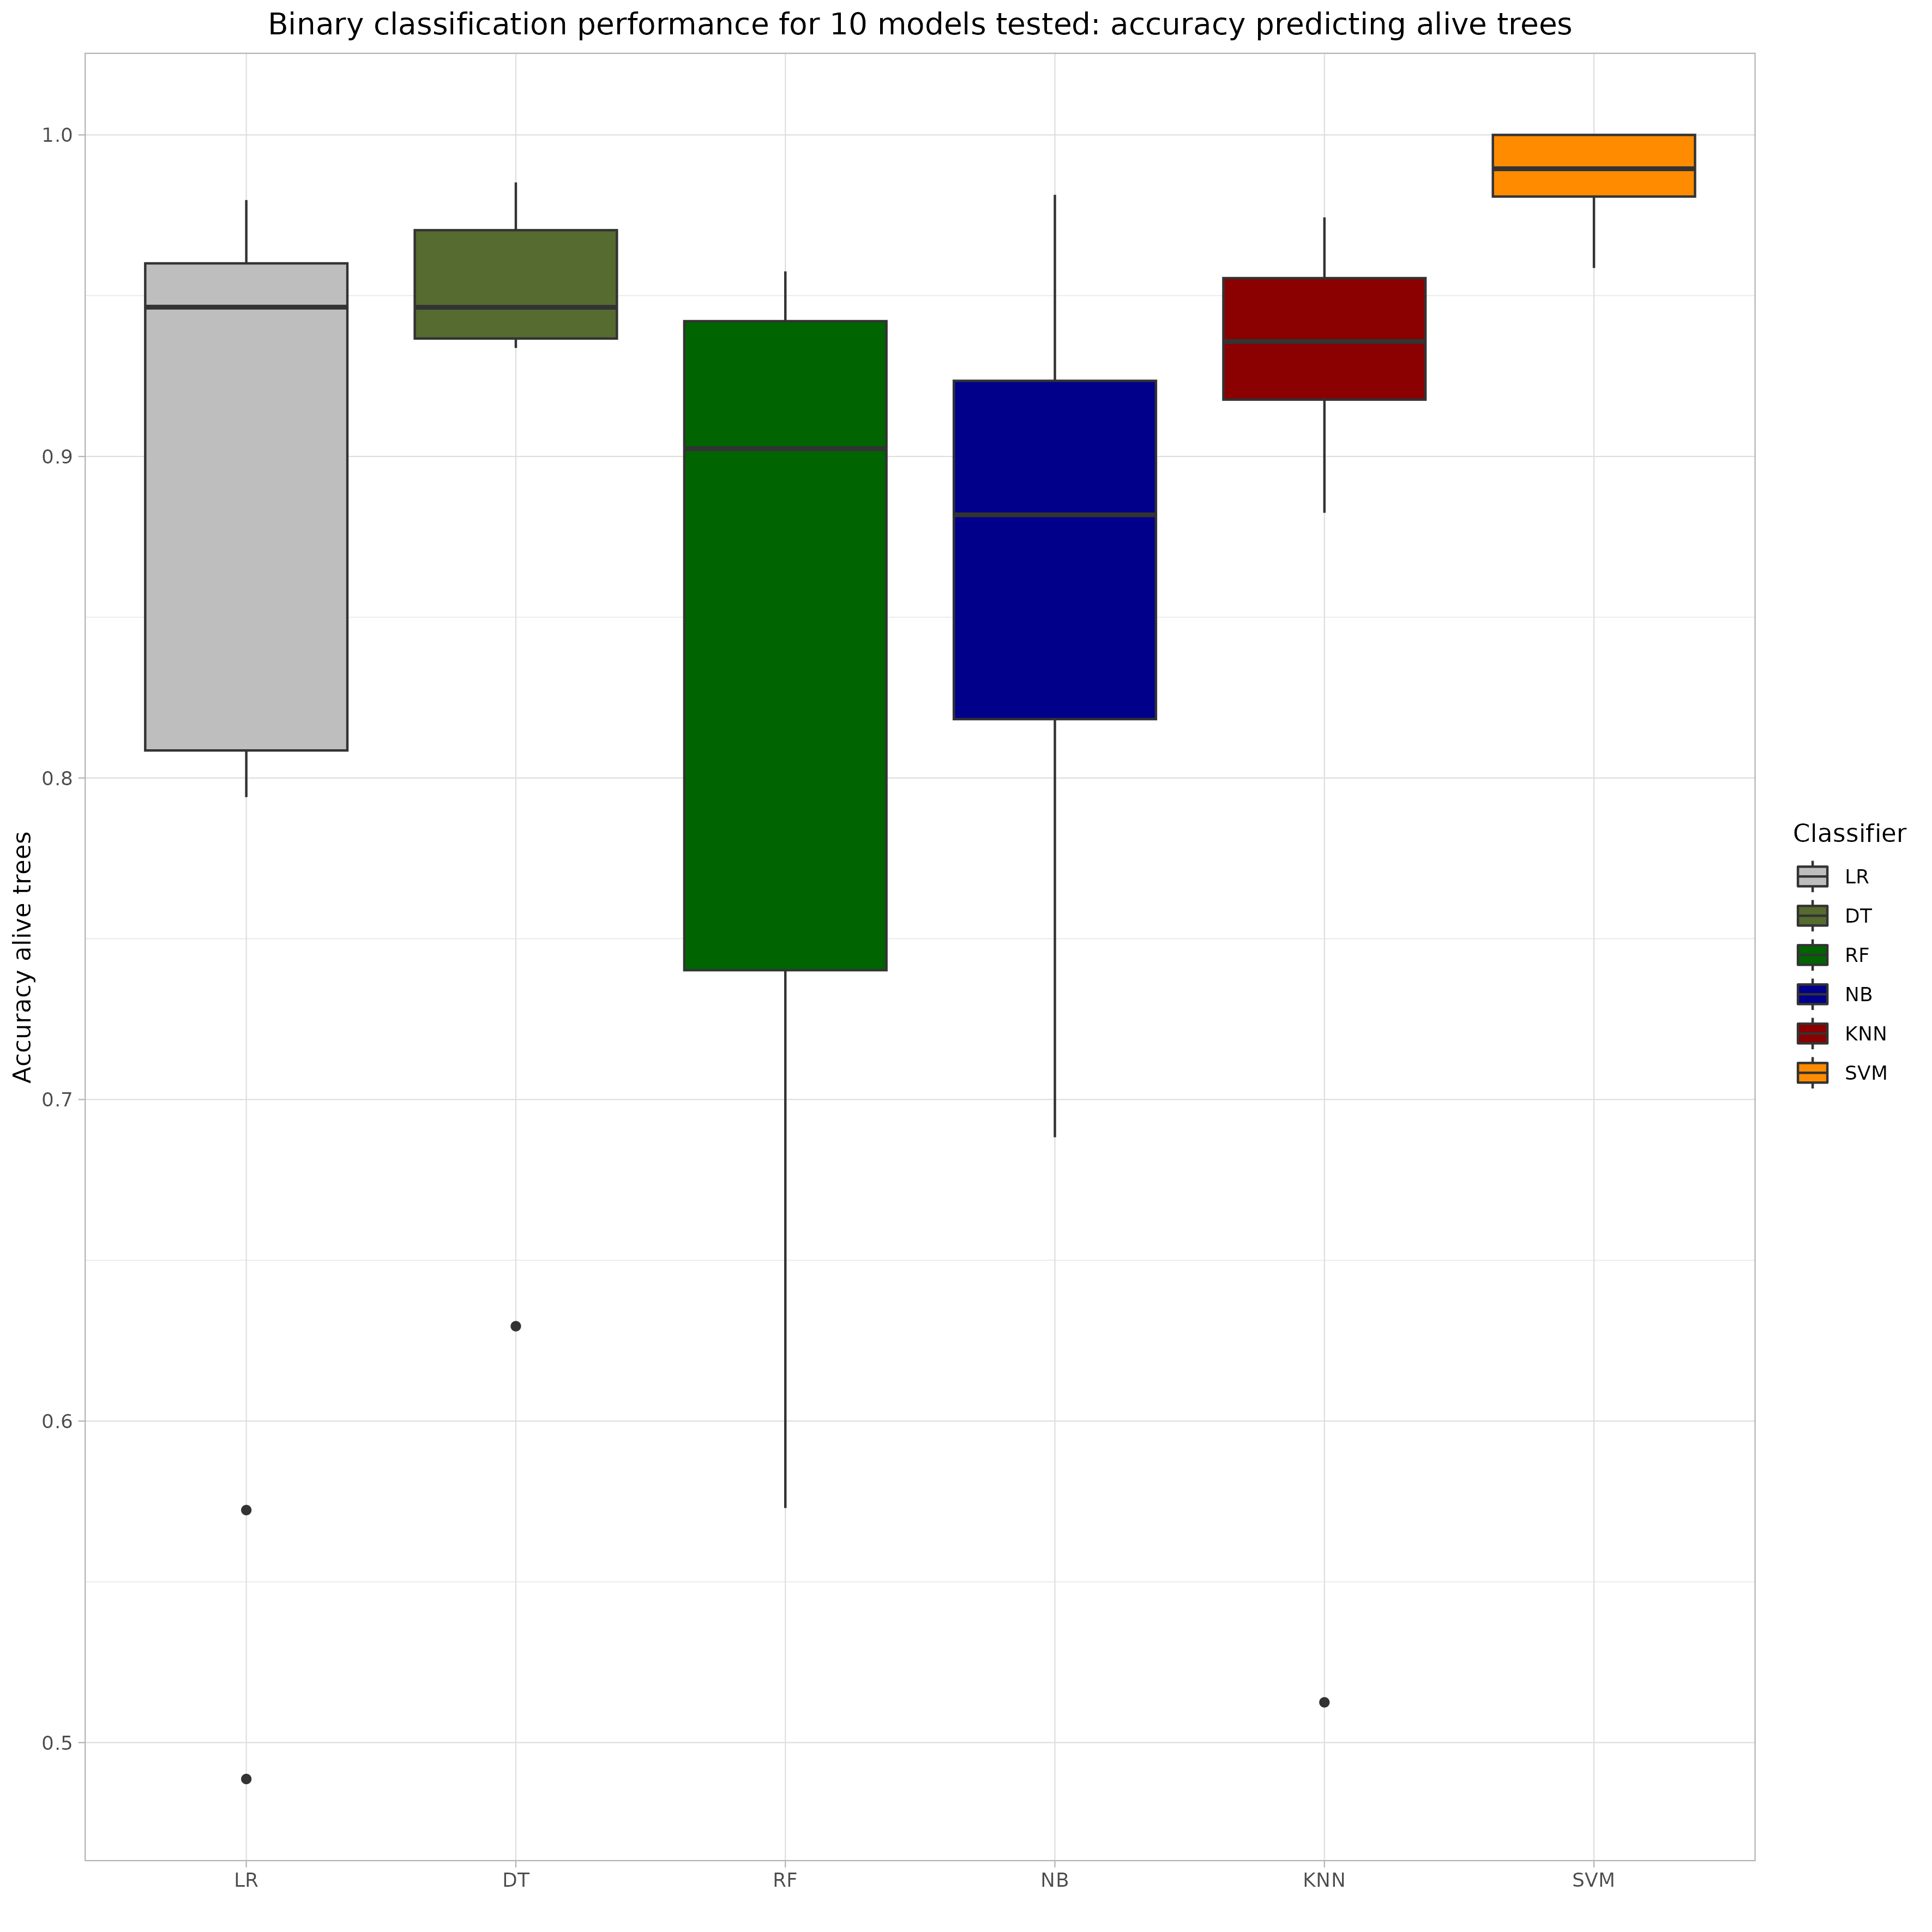 Binary classification performance for 10 models tested: accuracy predicting alive trees
Accuracy alive trees
1.0
0.9
0.8
0.7
0.6
0.5
LR
DT
RF
NB
KNN
SVM
Classifier
LR
DT
RF
NB
KNN
SVM